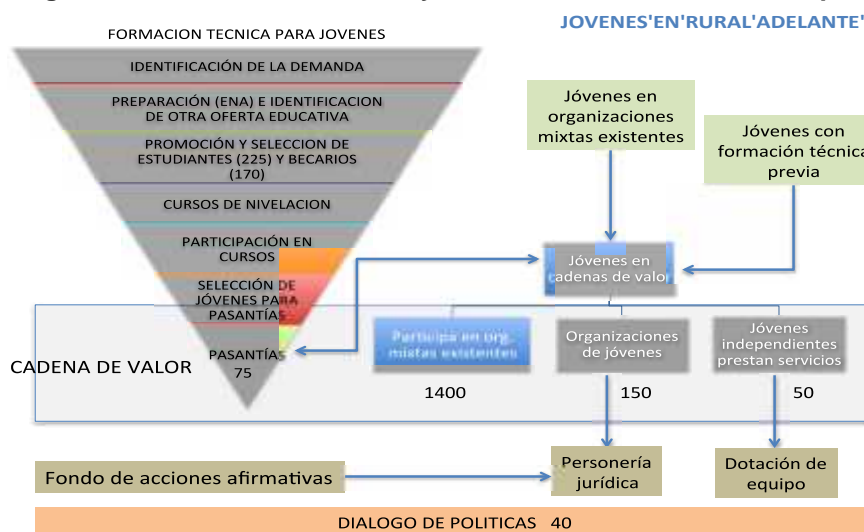 JOVENES'EN'RURAL'ADELANTE'
FORMACION TECNICA PARA JOVENES
IDENTIFICACIÓN DE LA DEMANDA
PREPARACIÓN (ENA) E IDENTIFICACION
DE OTRA OFERTA EDUCATIVA
PROMOCIÓN Y SELECCION DE
ESTUDIANTES (225) Y BECARIOS
(170)
CURSOS DE NIVELACION
PARTICIPACIÓN EN
CURSOS
SELECCIÓN DE
JÓVENES PARA
PASANTÍAS
PASANTÍAS
75
CADENA DE VALOR
Jóvenes en
organizaciones
mixtas existentes
Jóvenes con
formación técnica
previa
Jóvenes en
cadenas de valor
Participa en org.
mixtas existentes
1400
Organizaciones
de jóvenes
150
Jóvenes
independientes
prestan servicios
50
Fondo de acciones afirmativas
Personería
jurídica
Dotación de
equipo
DIALOGO DE POLITICAS 40